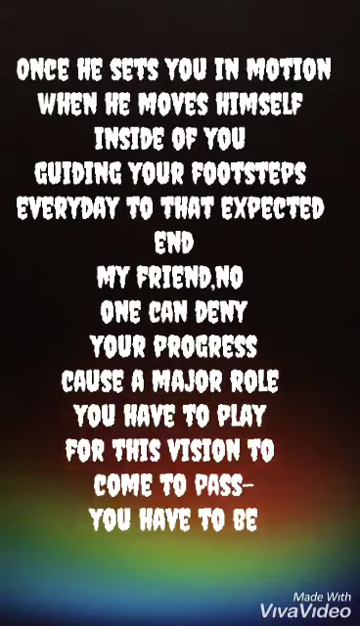 ONCE HE SETS YOU IN MOTION
WHEN HE MOVES HIMSELF
INSIDE OF YOU
GUIDING YOUR FOOTSTEPS
EVERYDAY TO THAT EXPECTED
END
MY FRIEND,NO
ONE CAN DENY
YOUR PROGRESS
CAUSE A MAJOR ROLE
YOU HAVE TO PLAY
FOR THIS VISION TO
COME TO PASS-
YOU HAVE TO BE
Made With
VivaVideo